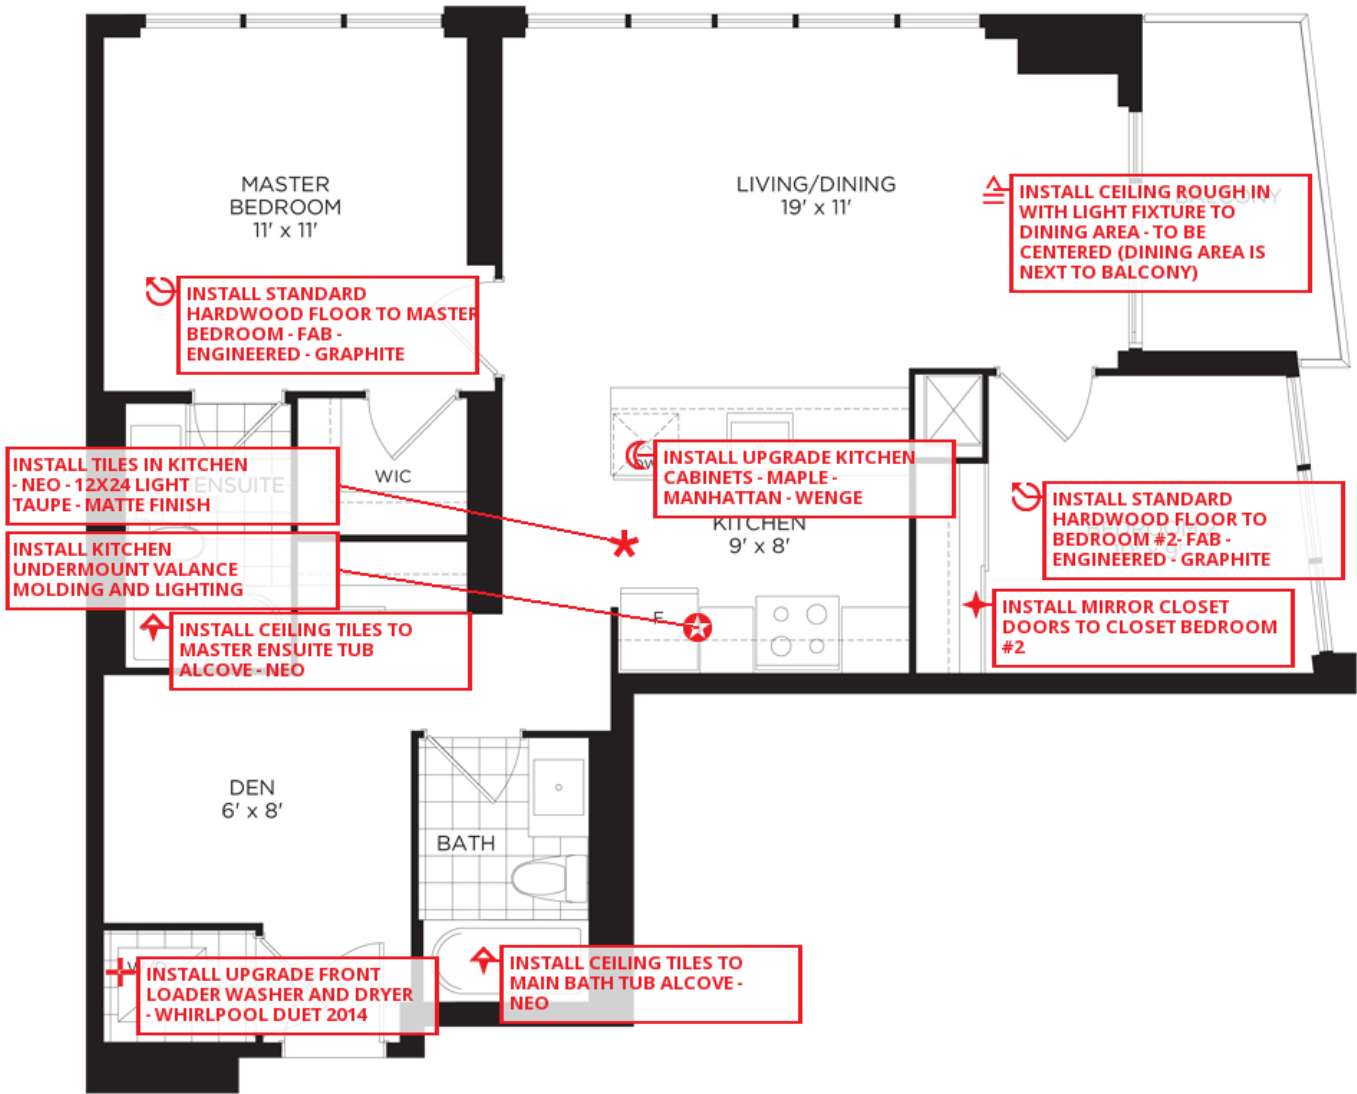 MASTER
BEDROOM
11' x 11'
LIVING/DINING
19' x 11'
BALCONY
INSTALL CEILING ROUGH IN
WITH LIGHT FIXTURE TO
DINING AREA - TO BE
CENTERED (DINING AREA IS
NEXT TO BALCONY)
INSTALL STANDARD
HARDWOOD FLOOR TO MASTER
BEDROOM - FAB -
ENGINEERED - GRAPHITE
INSTALL TILES IN KITCHEN
- NEO - 12X24 LIGHT
TAUPE - MATTE FINISH
ENSUITE
WIC
INSTALL UPGRADE KITCHEN
CABINETS - MAPLE -
MANHATTAN - WENGE
KITCHEN
9' x 8'
INSTALL STANDARD
HARDWOOD FLOOR TO
BEDROOM #2- FAB -
ENGINEERED - GRAPHITE
INSTALL KITCHEN
UNDERMOUNT VALANCE
MOLDING AND LIGHTING
F
INSTALL MIRROR CLOSET
DOORS TO CLOSET BEDROOM
#2
INSTALL CEILING TILES TO
MASTER ENSUITE TUB
ALCOVE - NEO
DEN
6' x 8'
BATH
INSTALL UPGRADE FRONT
LOADER WASHER AND DRYER
- WHIRLPOOL DUET 2014
INSTALL CEILING TILES TO
MAIN BATH TUB ALCOVE -
NEO